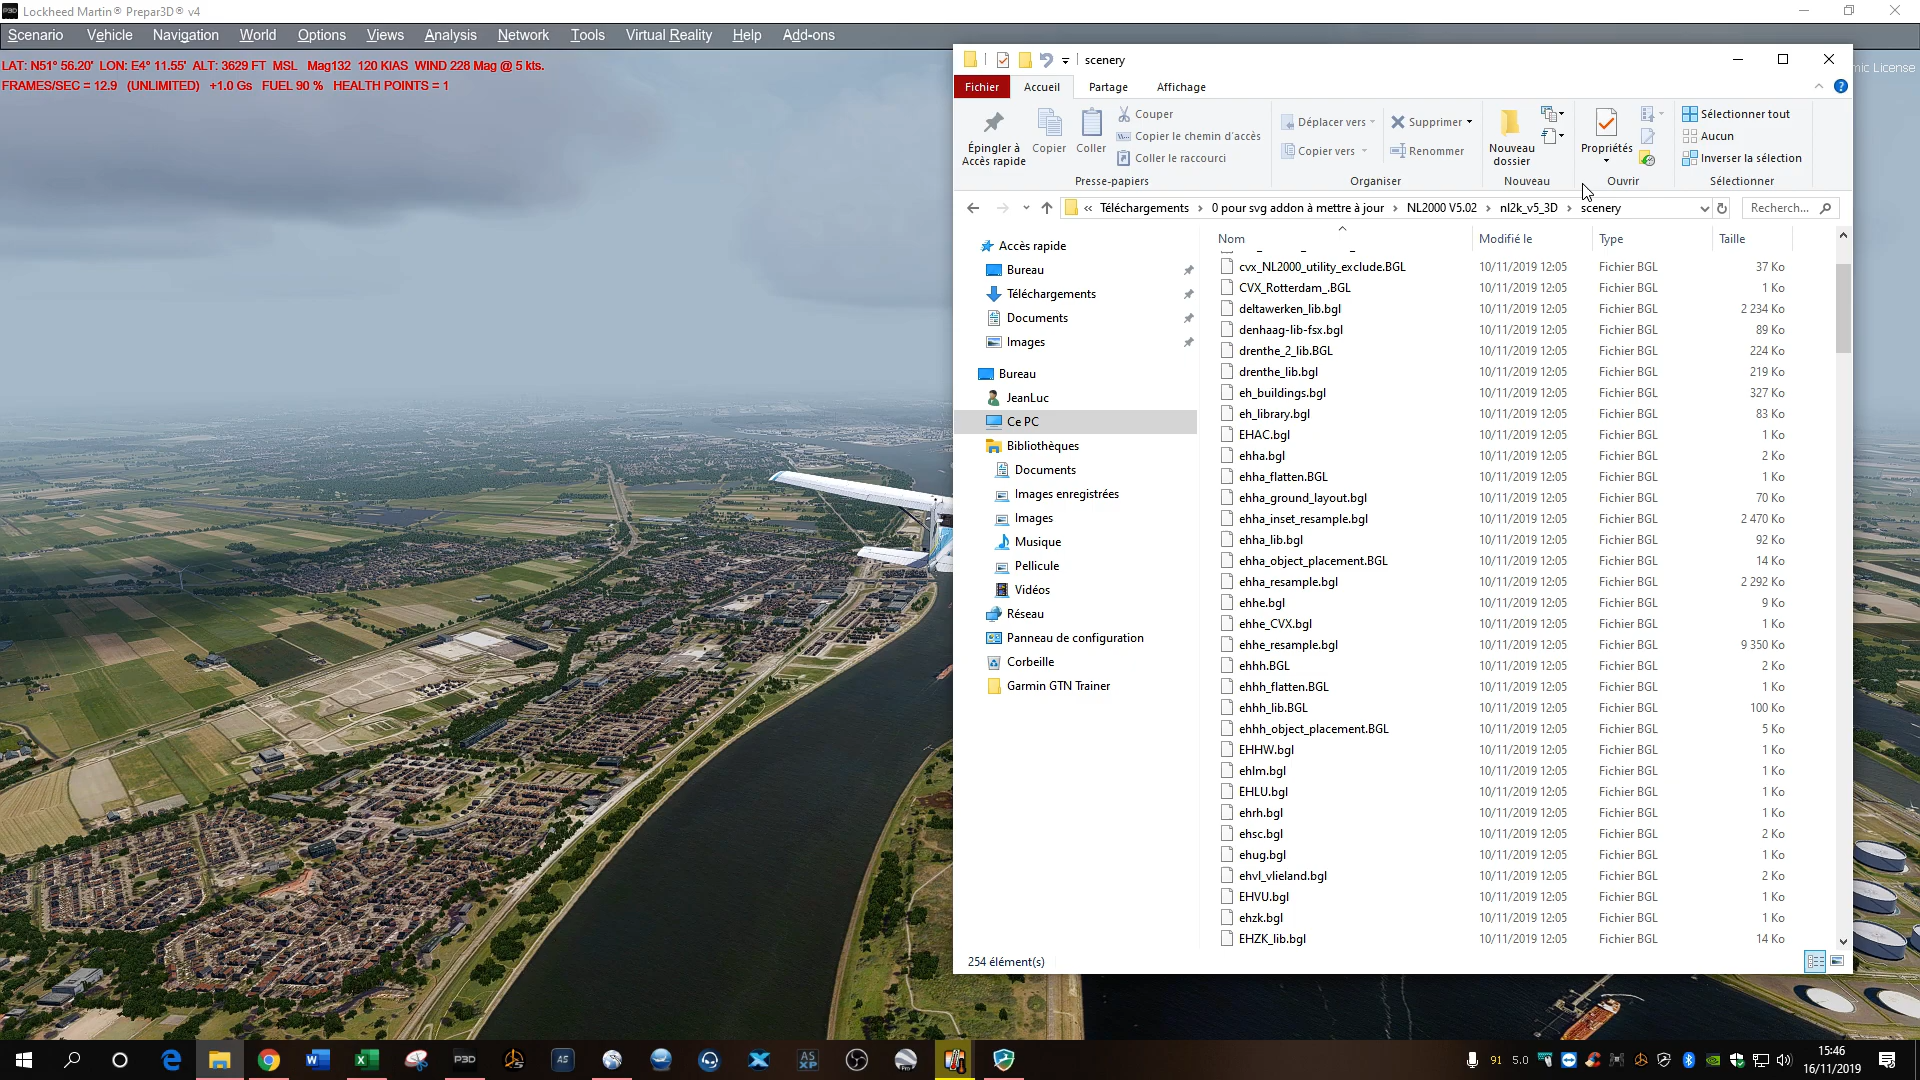 Lockheed Martin® Prepar3D® v4
Scenario Vehicle Navigation World Options Views Analysis Network Tools Virtual Reality Help Add-ons
LAT: N51° 56.20' LON: E4° 11.55' ALT: 3629 FT MSL Mag132 120 KIAS WIND 228 Mag @ 5 kts.
FRAMES/SEC = 12.9 (UNLIMITED) +1.0 Gs FUEL 90 % HEALTH POINTS = 1
mic License
scenery
Fichier Accueil Partage Affichage
Épingler à Accès rapide
Copier
Coller
Couper
Copier le chemin d'accès
Coller le raccourci
Presse-papiers
Déplacer vers
Copier vers
Supprimer
Renommer
Organiser
Nouveau dossier
Nouveau
Propriétés
Ouvrir
Sélectionner tout
Aucun
Inverser la sélection
Sélectionner
« Téléchargements › 0 pour svg addon à mettre à jour › NL2000 V5.02 › nl2k_v5_3D › scenery
Recherch...
Accès rapide
Bureau
Téléchargements
Documents
Images
Bureau
JeanLuc
Ce PC
Bibliothèques
Documents
Images enregistrées
Images
Musique
Pellicule
Vidéos
Réseau
Panneau de configuration
Corbeille
Garmin GTN Trainer
Nom Modifié le Type Taille
cvx_NL2000_utility_exclude.BGL 10/11/2019 12:05 Fichier BGL 37 Ko
CVX_Rotterdam_.BGL 10/11/2019 12:05 Fichier BGL 1 Ko
deltawerken_lib.bgl 10/11/2019 12:05 Fichier BGL 2 234 Ko
denhaag-lib-fsx.bgl 10/11/2019 12:05 Fichier BGL 89 Ko
drenthe_2_lib.BGL 10/11/2019 12:05 Fichier BGL 224 Ko
drenthe_lib.bgl 10/11/2019 12:05 Fichier BGL 219 Ko
eh_buildings.bgl 10/11/2019 12:05 Fichier BGL 327 Ko
eh_library.bgl 10/11/2019 12:05 Fichier BGL 83 Ko
EHAC.bgl 10/11/2019 12:05 Fichier BGL 1 Ko
ehha.bgl 10/11/2019 12:05 Fichier BGL 2 Ko
ehha_flatten.BGL 10/11/2019 12:05 Fichier BGL 1 Ko
ehha_ground_layout.bgl 10/11/2019 12:05 Fichier BGL 70 Ko
ehha_inset_resample.bgl 10/11/2019 12:05 Fichier BGL 2 470 Ko
ehha_lib.bgl 10/11/2019 12:05 Fichier BGL 92 Ko
ehha_object_placement.BGL 10/11/2019 12:05 Fichier BGL 14 Ko
ehha_resample.bgl 10/11/2019 12:05 Fichier BGL 2 292 Ko
ehhe.bgl 10/11/2019 12:05 Fichier BGL 9 Ko
ehhe_CVX.bgl 10/11/2019 12:05 Fichier BGL 1 Ko
ehhe_resample.bgl 10/11/2019 12:05 Fichier BGL 9 350 Ko
ehhh.BGL 10/11/2019 12:05 Fichier BGL 2 Ko
ehhh_flatten.BGL 10/11/2019 12:05 Fichier BGL 1 Ko
ehhh_lib.BGL 10/11/2019 12:05 Fichier BGL 100 Ko
ehhh_object_placement.BGL 10/11/2019 12:05 Fichier BGL 5 Ko
EHHW.bgl 10/11/2019 12:05 Fichier BGL 1 Ko
ehlm.bgl 10/11/2019 12:05 Fichier BGL 1 Ko
EHLU.bgl 10/11/2019 12:05 Fichier BGL 1 Ko
ehrh.bgl 10/11/2019 12:05 Fichier BGL 1 Ko
ehsc.bgl 10/11/2019 12:05 Fichier BGL 2 Ko
ehug.bgl 10/11/2019 12:05 Fichier BGL 1 Ko
ehvl_vlieland.bgl 10/11/2019 12:05 Fichier BGL 2 Ko
EHVU.bgl 10/11/2019 12:05 Fichier BGL 1 Ko
ehzk.bgl 10/11/2019 12:05 Fichier BGL 1 Ko
EHZK_lib.bgl 10/11/2019 12:05 Fichier BGL 14 Ko
254 élément(s)
P3D AS AS XP 91 5.0
15:46
16/11/2019